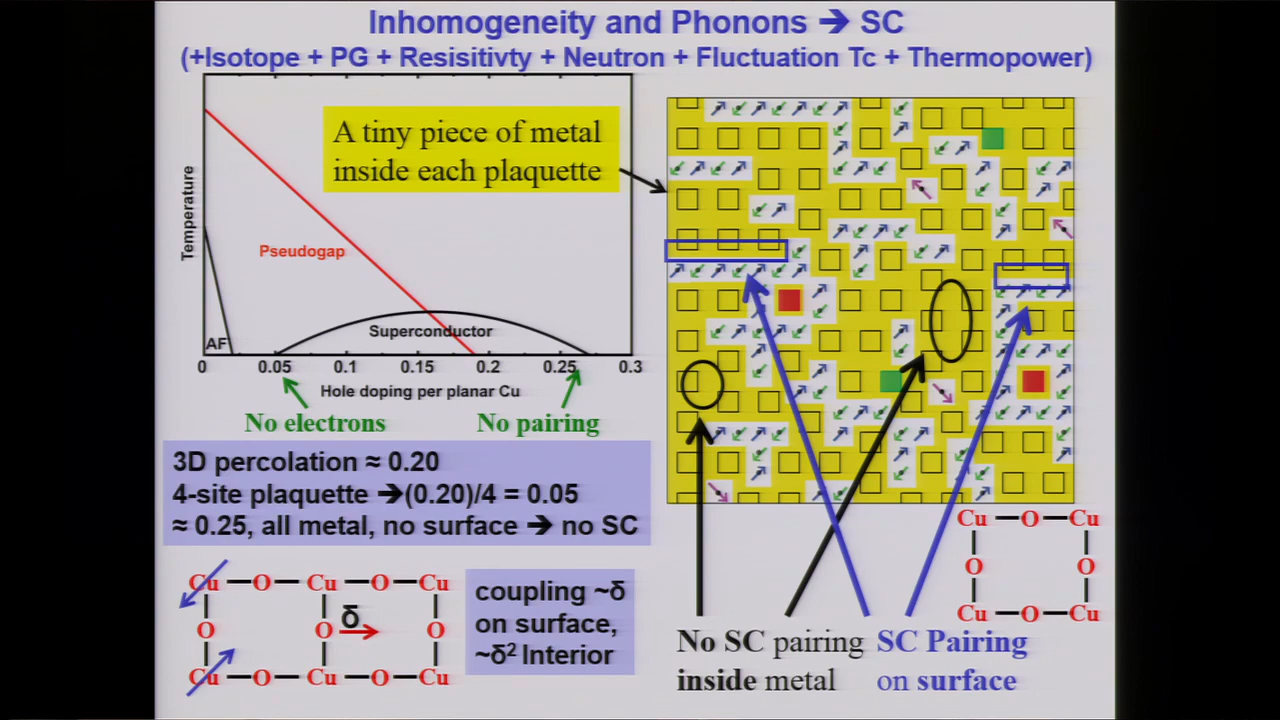 Inhomogeneity and Phonons ➔ SC
(+Isotope + PG + Resisitivty + Neutron + Fluctuation Tc + Thermopower)
A tiny piece of metal
inside each plaquette
Temperature
Pseudogap
Superconductor
AF
0 0.05 0.1 0.15 0.2 0.25 0.3
Hole doping per planar Cu
No electrons No pairing
3D percolation ≈ 0.20
4-site plaquette ➔(0.20)/4 = 0.05
≈ 0.25, all metal, no surface ➔ no SC
Cu O Cu O Cu
O O δ O
Cu O Cu O Cu
coupling ~δ
on surface,
~δ² Interior
Cu O Cu
O O
Cu O Cu
No SC pairing
inside metal
SC Pairing
on surface